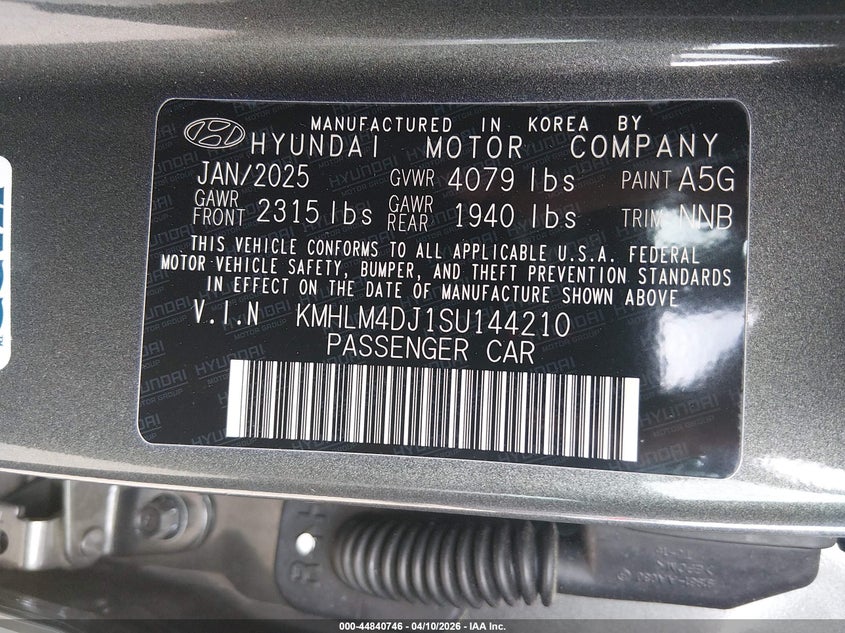 MANUFACTURED IN KOREA BY
HYUNDAI MOTOR COMPANY
JAN/2025 GVWR 4079 lbs PAINT A5G
GAWR FRONT 2315 lbs GAWR REAR 1940 lbs TRIM NNB
THIS VEHICLE CONFORMS TO ALL APPLICABLE U.S.A. FEDERAL
MOTOR VEHICLE SAFETY, BUMPER, AND THEFT PREVENTION STANDARDS
IN EFFECT ON THE DATE OF MANUFACTURE SHOWN ABOVE
V.I.N KMHLM4DJ1SU144210
PASSENGER CAR
000-44840746 - 04/10/2026 - IAA Inc.